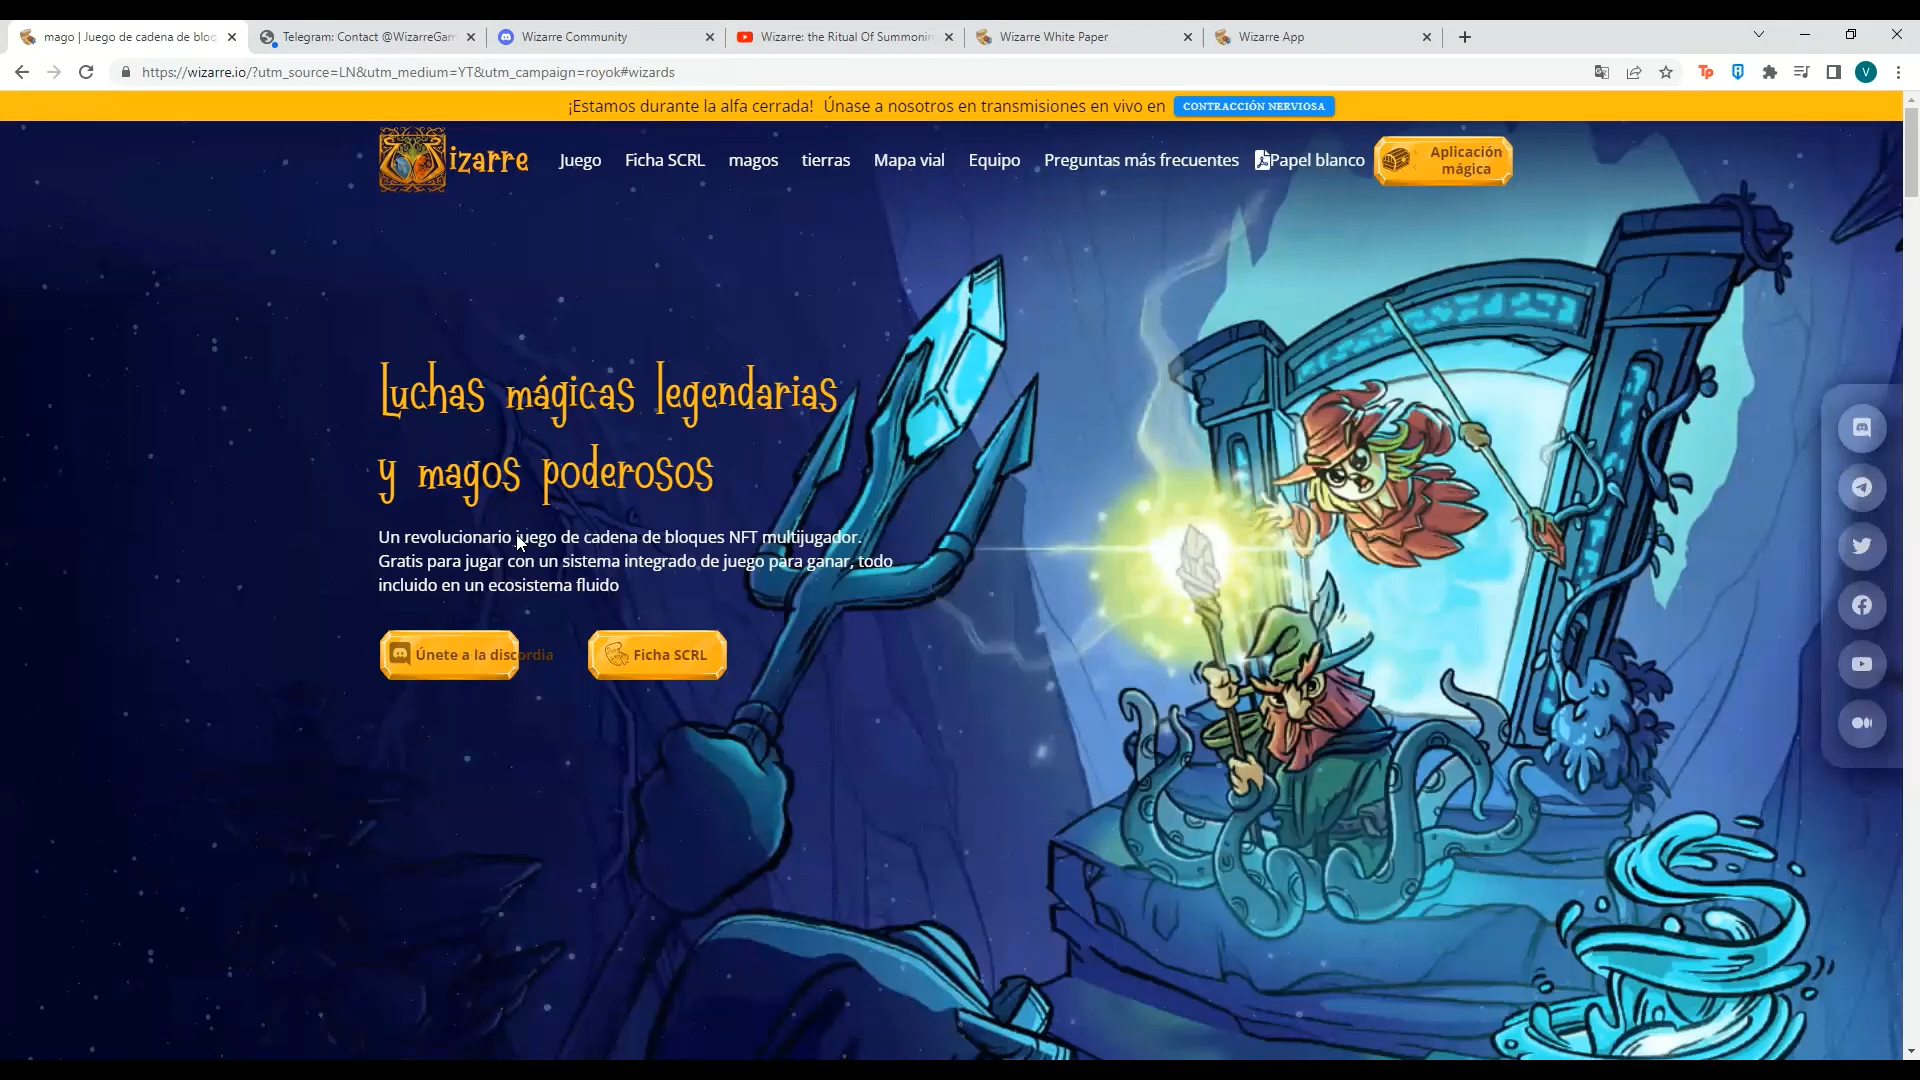 mago | Juego de cadena de bloq
Telegram: Contact @WizarreGam
Wizarre Community
Wizarre: the Ritual Of Summonin
Wizarre White Paper
Wizarre App
https://wizarre.io/?utm_source=LN&utm_medium=YT&utm_campaign=royok#wizards
Tp
V
¡Estamos durante la alfa cerrada! Únase a nosotros en transmisiones en vivo en CONTRACCIÓN NERVIOSA
Wizarre
Juego
Ficha SCRL
magos
tierras
Mapa vial
Equipo
Preguntas más frecuentes
Papel blanco
Aplicación
mágica
Luchas mágicas legendarias
y magos poderosos
Un revolucionario juego de cadena de bloques NFT multijugador.
Gratis para jugar con un sistema integrado de juego para ganar, todo
incluido en un ecosistema fluido
Únete a la discordia
Ficha SCRL